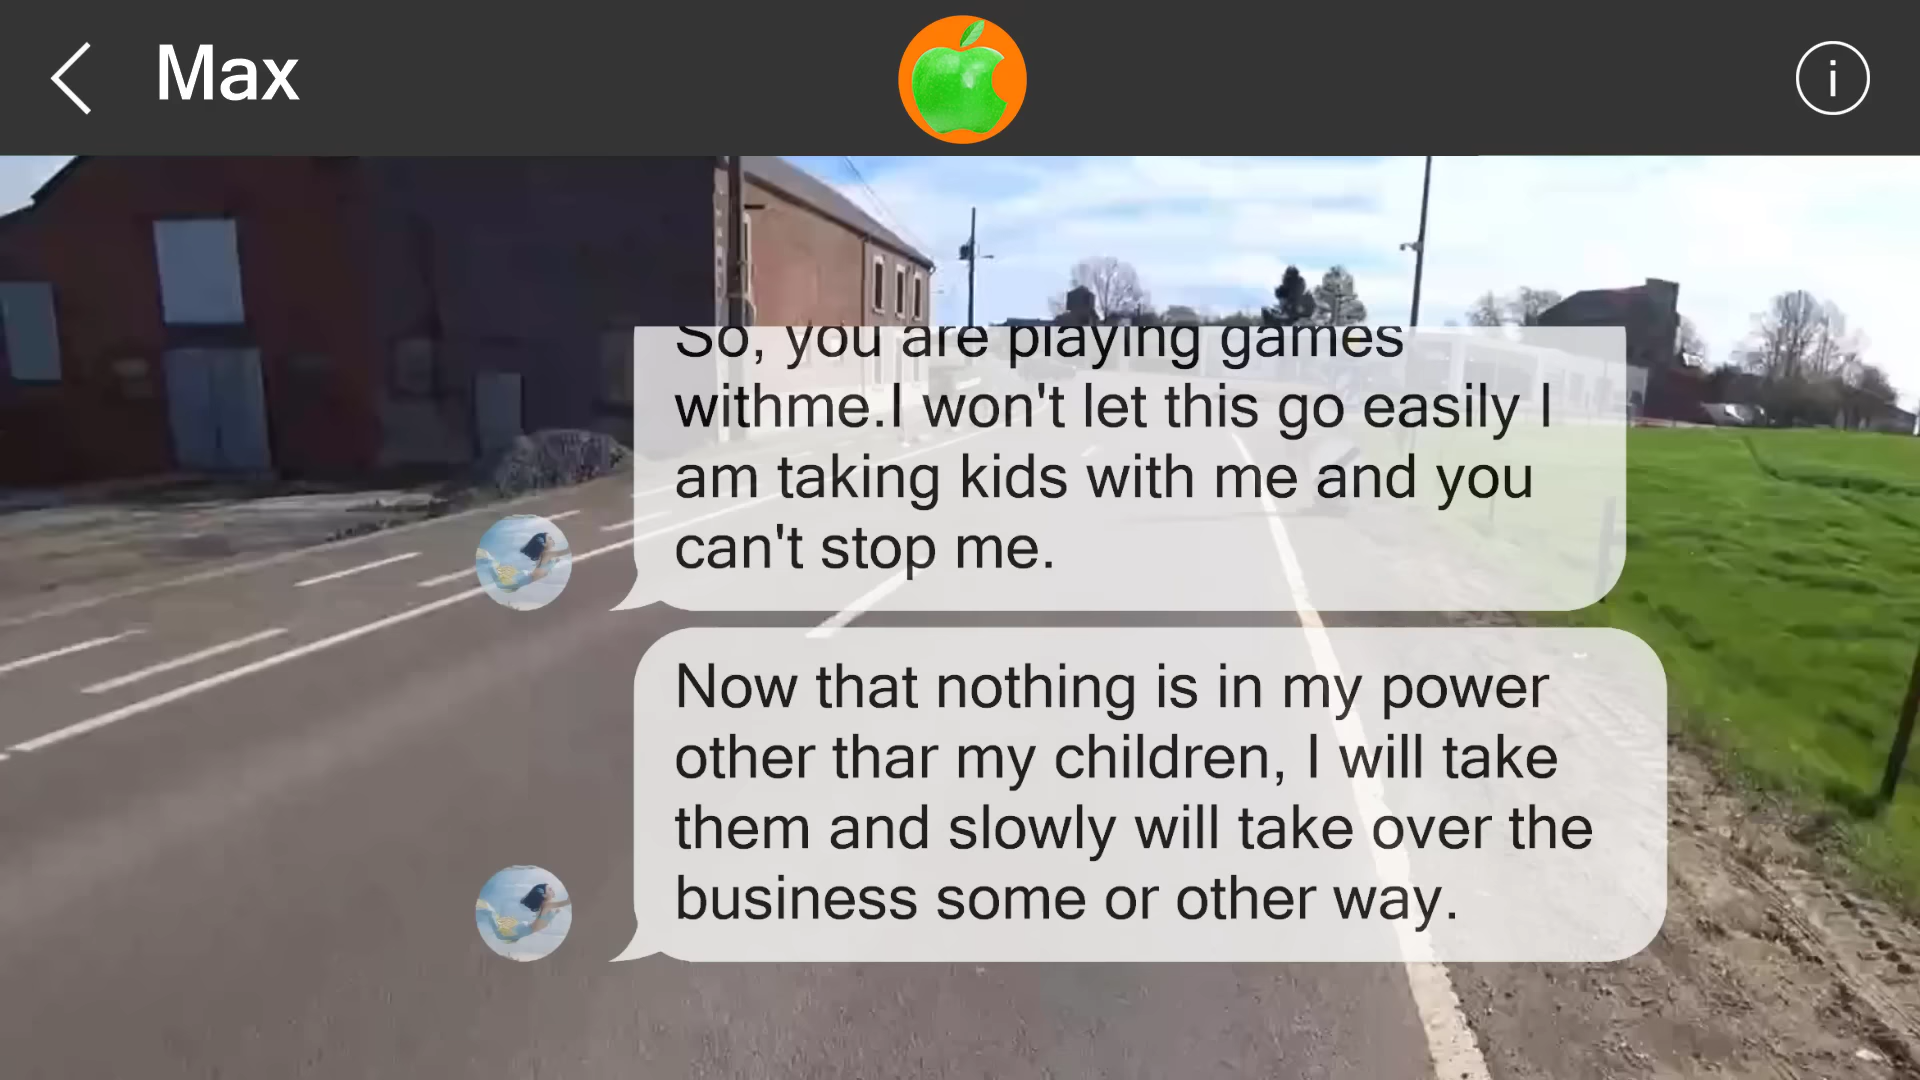 Max
i
So, you are playing games
withme.I won't let this go easily I
am taking kids with me and you
can't stop me.
Now that nothing is in my power
other thar my children, I will take
them and slowly will take over the
business some or other way.